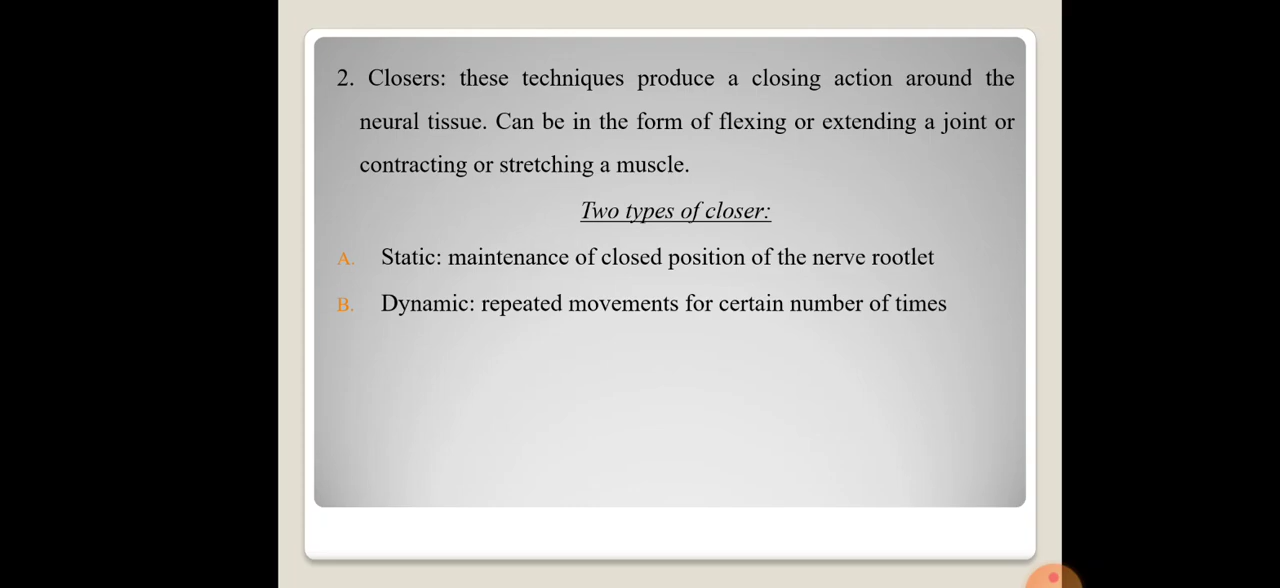 2. Closers: these techniques produce a closing action around the
neural tissue. Can be in the form of flexing or extending a joint or
contracting or stretching a muscle.
Two types of closer:
A. Static: maintenance of closed position of the nerve rootlet
B. Dynamic: repeated movements for certain number of times